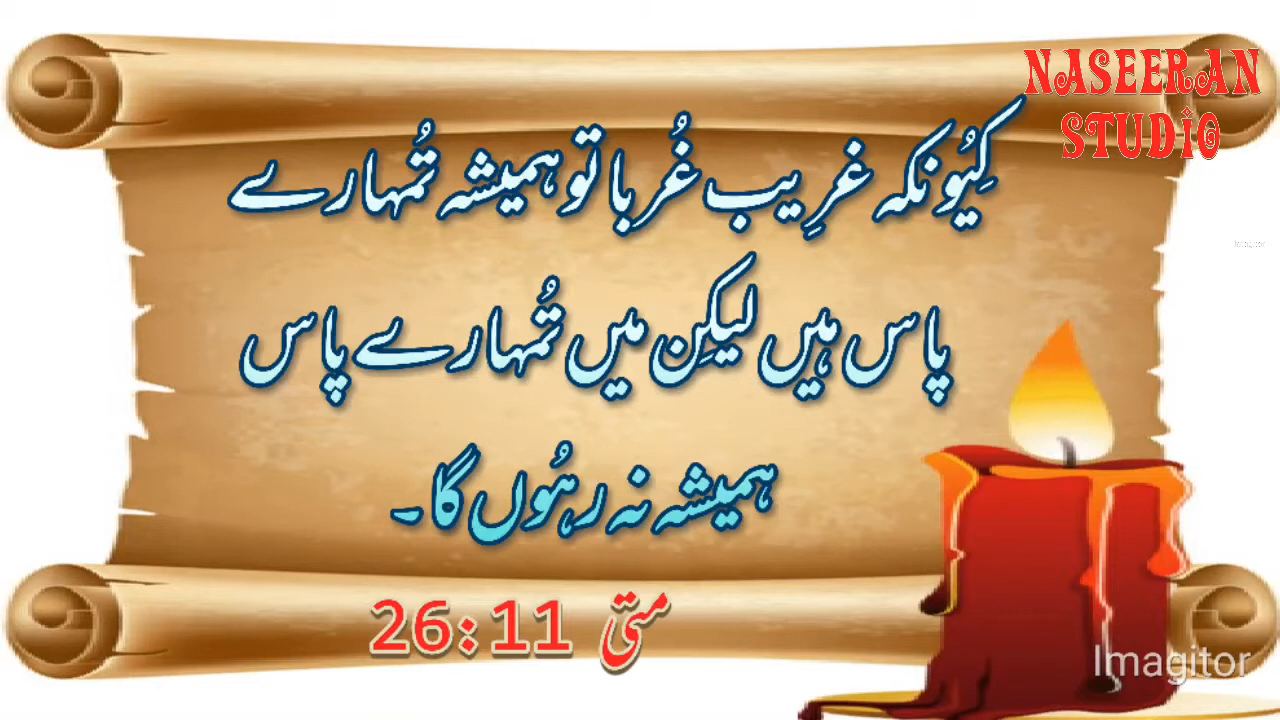 NASEERAN
STUDIO
کِیُونکہ غرِیب غُربا تو ہمیشہ تُمہارے
پاس ہیں لیکِن میں تُمہارے پاس
ہمیشہ نہ رہُوں گا۔
متی 26:11
Imagitor